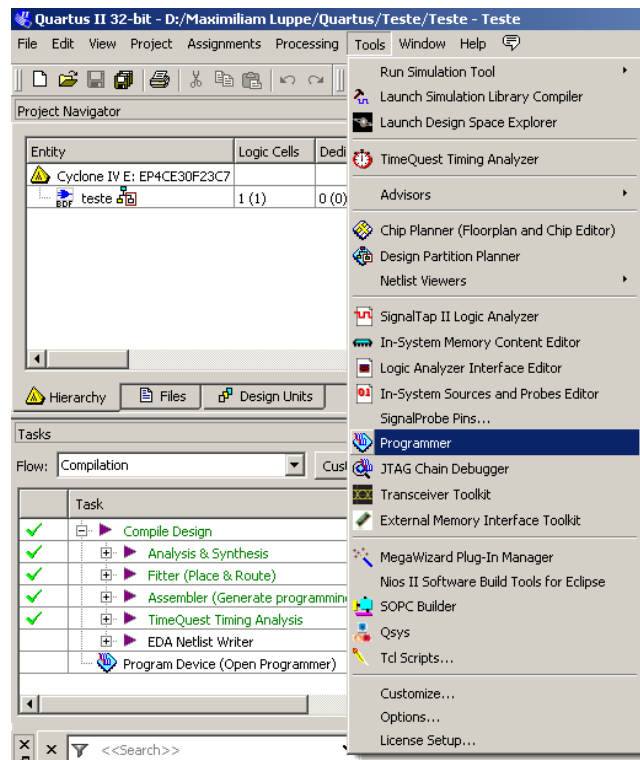 Quartus II 32-bit - D:/Maximiliam Luppe/Quartus/Teste/Teste - Teste
File Edit View Project Assignments Processing Tools Window Help
Project Navigator
Entity Logic Cells Dedi
Cyclone IV E: EP4CE30F23C7
BDF teste 1 (1) 0 (0)
Hierarchy Files Design Units
Tasks
Flow: Compilation Cust
Task
Compile Design
Analysis & Synthesis
Fitter (Place & Route)
Assembler (Generate programmin
TimeQuest Timing Analysis
EDA Netlist Writer
Program Device (Open Programmer)
<<Search>>
Run Simulation Tool
Launch Simulation Library Compiler
Launch Design Space Explorer
TimeQuest Timing Analyzer
Advisors
Chip Planner (Floorplan and Chip Editor)
Design Partition Planner
Netlist Viewers
SignalTap II Logic Analyzer
In-System Memory Content Editor
Logic Analyzer Interface Editor
In-System Sources and Probes Editor
SignalProbe Pins...
Programmer
JTAG Chain Debugger
Transceiver Toolkit
External Memory Interface Toolkit
MegaWizard Plug-In Manager
Nios II Software Build Tools for Eclipse
SOPC Builder
Qsys
Tcl Scripts...
Customize...
Options...
License Setup...